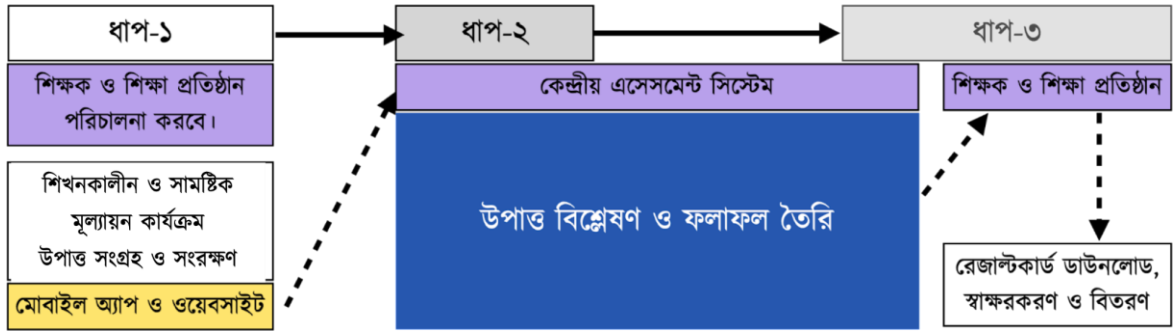 ধাপ-১
শিক্ষক ও শিক্ষা প্রতিষ্ঠান
পরিচালনা করবে।
শিখনকালীন ও সামষ্টিক
মূল্যায়ন কার্যক্রম
উপাত্ত সংগ্রহ ও সংরক্ষণ
মোবাইল অ্যাপ ও ওয়েবসাইট
ধাপ-২
কেন্দ্রীয় এসেসমেন্ট সিস্টেম
উপাত্ত বিশ্লেষণ ও ফলাফল তৈরি
ধাপ-৩
শিক্ষক ও শিক্ষা প্রতিষ্ঠান
রেজাল্টকার্ড ডাউনলোড,
স্বাক্ষরকরণ ও বিতরণ